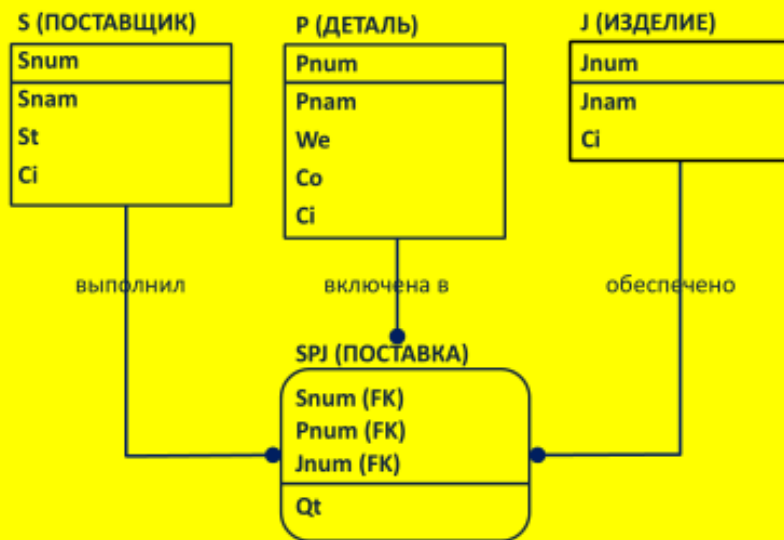 S (ПОСТАВЩИК)
Snum
Snam
St
Ci
P (ДЕТАЛЬ)
Pnum
Pnam
We
Co
Ci
J (ИЗДЕЛИЕ)
Jnum
Jnam
Ci
выполнил
включена в
обеспечено
SPJ (ПОСТАВКА)
Snum (FK)
Pnum (FK)
Jnum (FK)
Qt